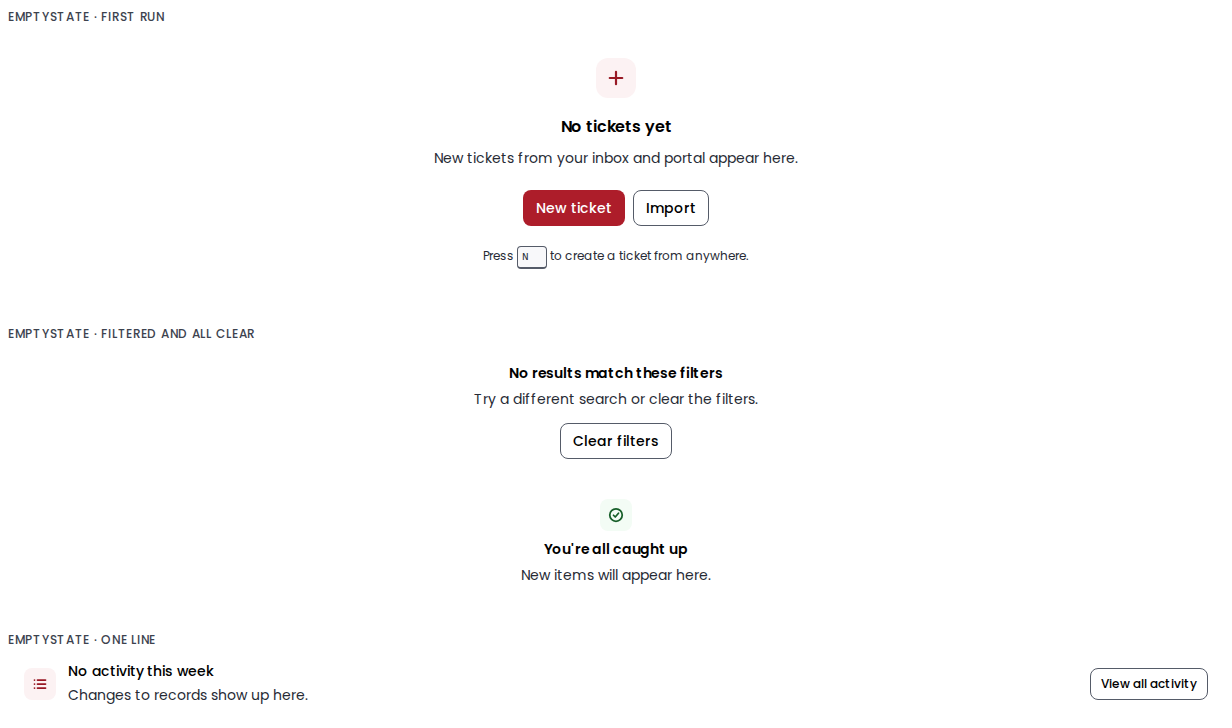 EMPTYSTATE · FIRST RUN
No tickets yet
New tickets from your inbox and portal appear here.
New ticket
Import
Press N to create a ticket from anywhere.
EMPTYSTATE · FILTERED AND ALL CLEAR
No results match these filters
Try a different search or clear the filters.
Clear filters
You're all caught up
New items will appear here.
EMPTYSTATE · ONE LINE
No activity this week
Changes to records show up here.
View all activity